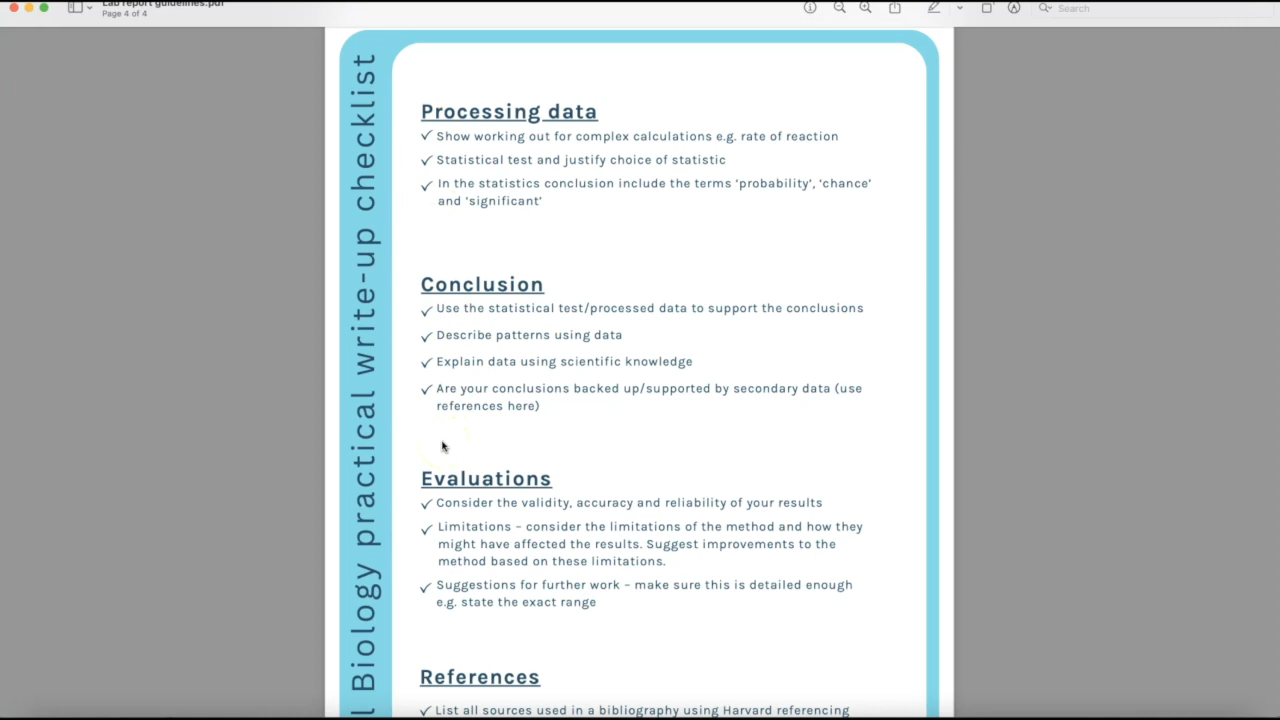 Lab report guidelines.pdf
Page 4 of 4
Search
l Biology practical write-up checklist
Processing data
✓ Show working out for complex calculations e.g. rate of reaction
✓ Statistical test and justify choice of statistic
✓ In the statistics conclusion include the terms ‘probability’, ‘chance’
and ‘significant’
Conclusion
✓ Use the statistical test/processed data to support the conclusions
✓ Describe patterns using data
✓ Explain data using scientific knowledge
✓ Are your conclusions backed up/supported by secondary data (use
references here)
Evaluations
✓ Consider the validity, accuracy and reliability of your results
✓ Limitations – consider the limitations of the method and how they
might have affected the results. Suggest improvements to the
method based on these limitations.
✓ Suggestions for further work – make sure this is detailed enough
e.g. state the exact range
References
✓ List all sources used in a bibliography using Harvard referencing